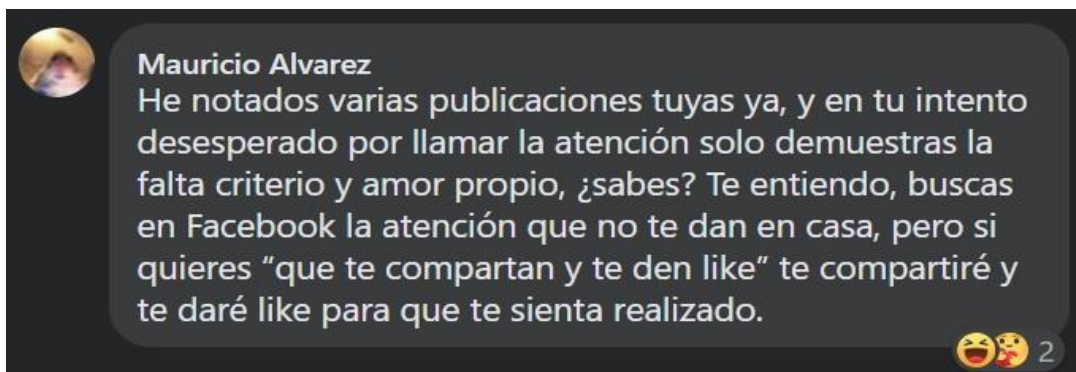 Mauricio Alvarez
He notados varias publicaciones tuyas ya, y en tu intento
desesperado por llamar la atención solo demuestras la
falta criterio y amor propio, ¿sabes? Te entiendo, buscas
en Facebook la atención que no te dan en casa, pero si
quieres “que te compartan y te den like” te compartiré y
te daré like para que te sienta realizado.
2